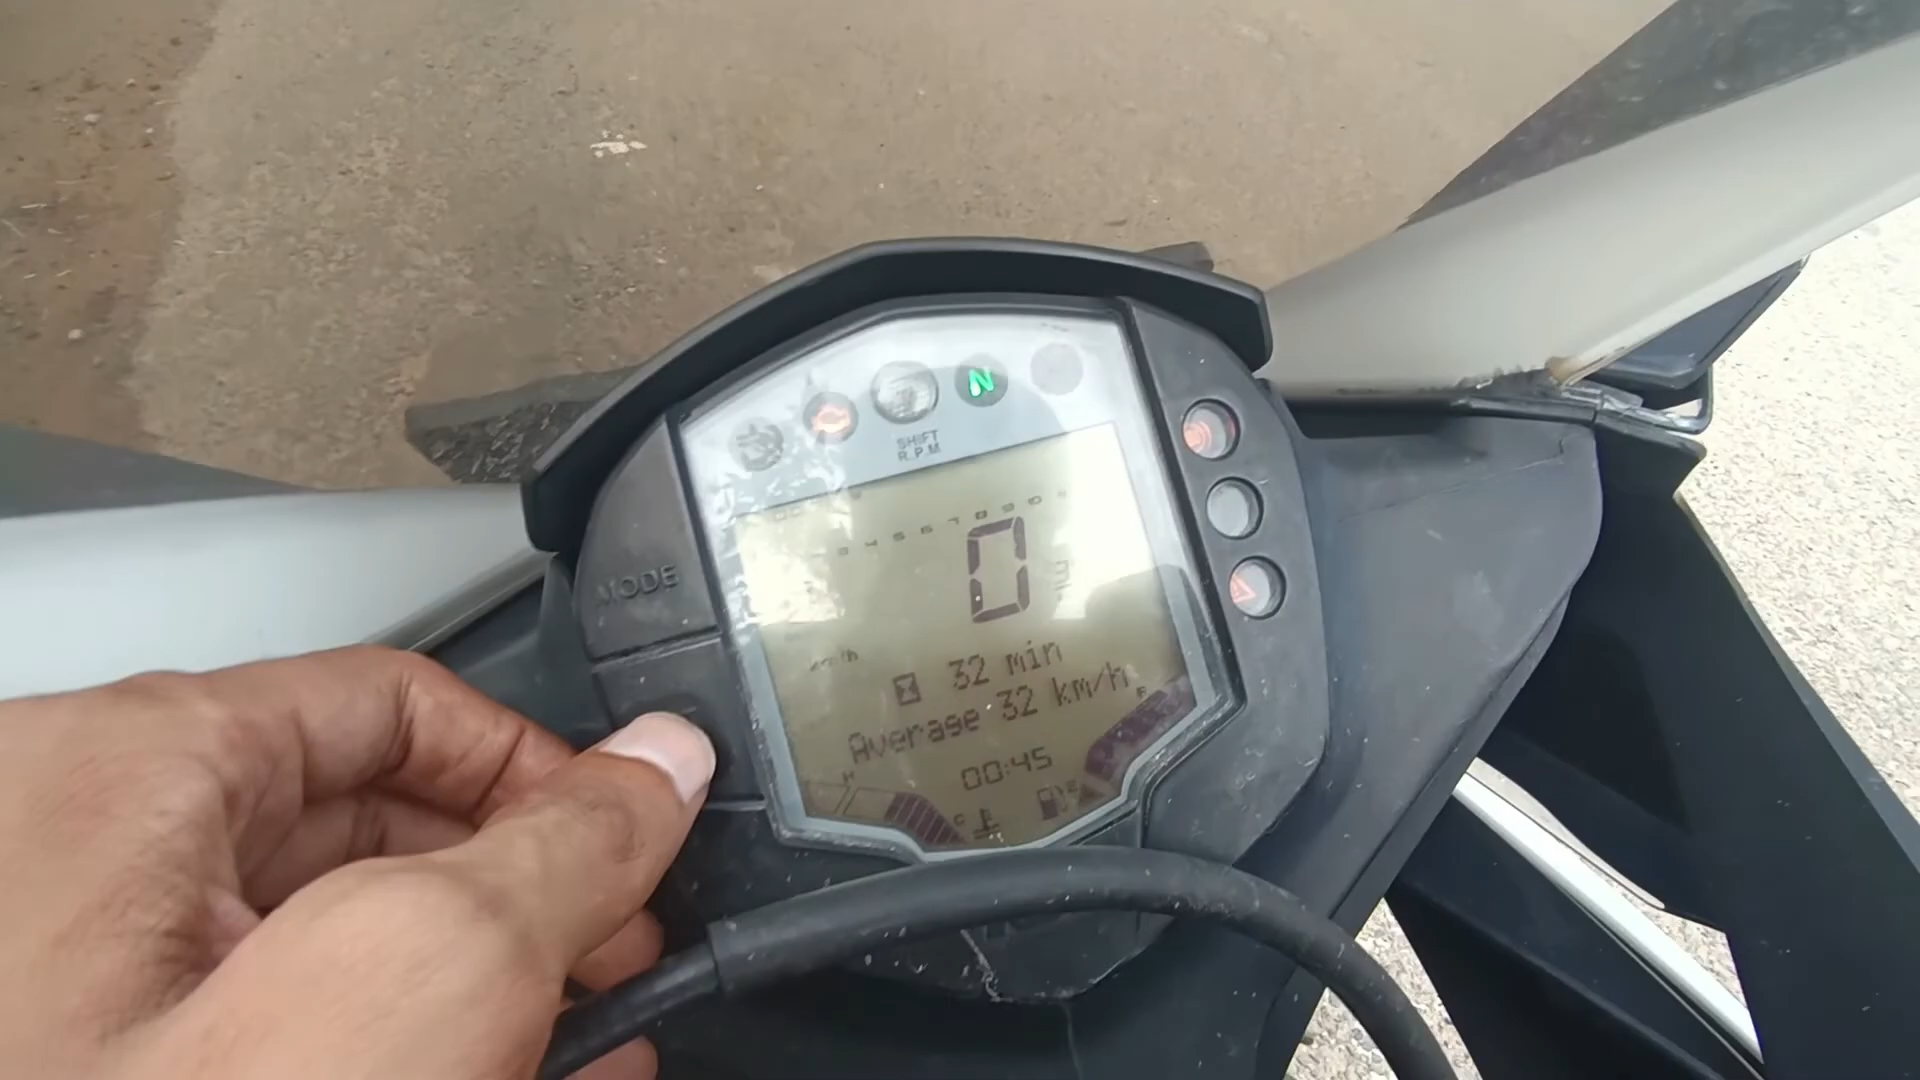 N
SHIFT
R.P.M
MODE
0
km/h
32 min
Average 32 km/h
00:45
H
C